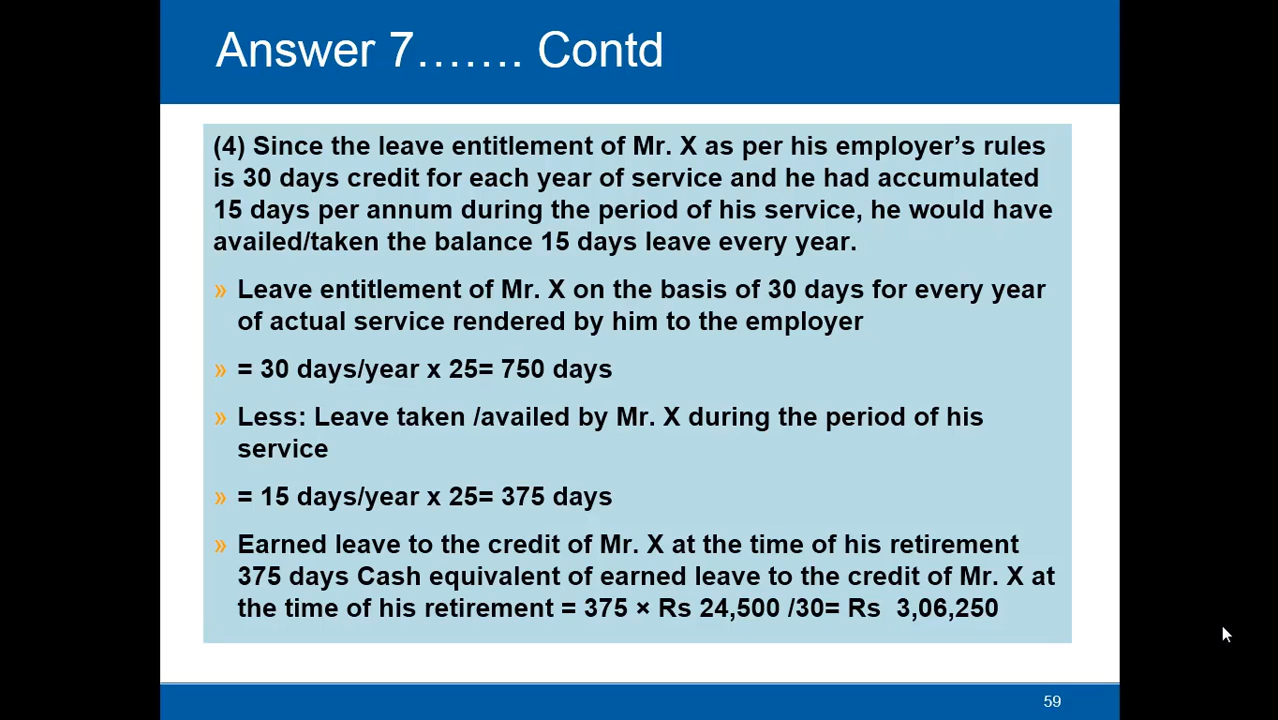 Answer 7……. Contd
(4) Since the leave entitlement of Mr. X as per his employer’s rules
is 30 days credit for each year of service and he had accumulated
15 days per annum during the period of his service, he would have
availed/taken the balance 15 days leave every year.
» Leave entitlement of Mr. X on the basis of 30 days for every year
of actual service rendered by him to the employer
» = 30 days/year x 25= 750 days
» Less: Leave taken /availed by Mr. X during the period of his
service
» = 15 days/year x 25= 375 days
» Earned leave to the credit of Mr. X at the time of his retirement
375 days Cash equivalent of earned leave to the credit of Mr. X at
the time of his retirement = 375 × Rs 24,500 /30= Rs  3,06,250
59